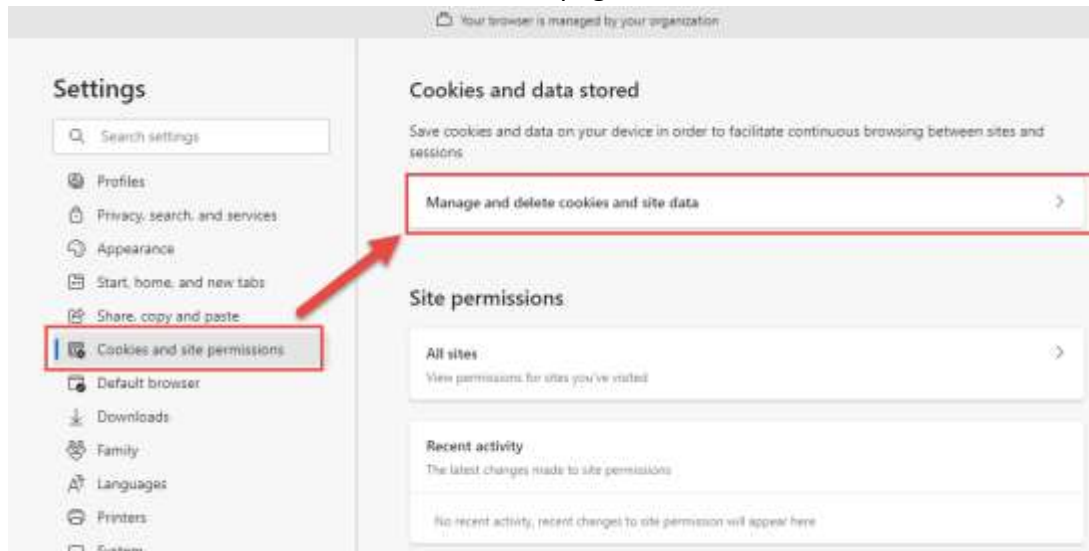 Your browser is managed by your organization
Settings
Search settings
Profiles
Privacy, search, and services
Appearance
Start, home, and new tabs
Share, copy and paste
Cookies and site permissions
Default browser
Downloads
Family
Languages
Printers
System
Cookies and data stored
Save cookies and data on your device in order to facilitate continuous browsing between sites and
sessions
Manage and delete cookies and site data
Site permissions
All sites
View permissions for sites you've visited
Recent activity
The latest changes made to site permissions
No recent activity, recent changes to site permission will appear here